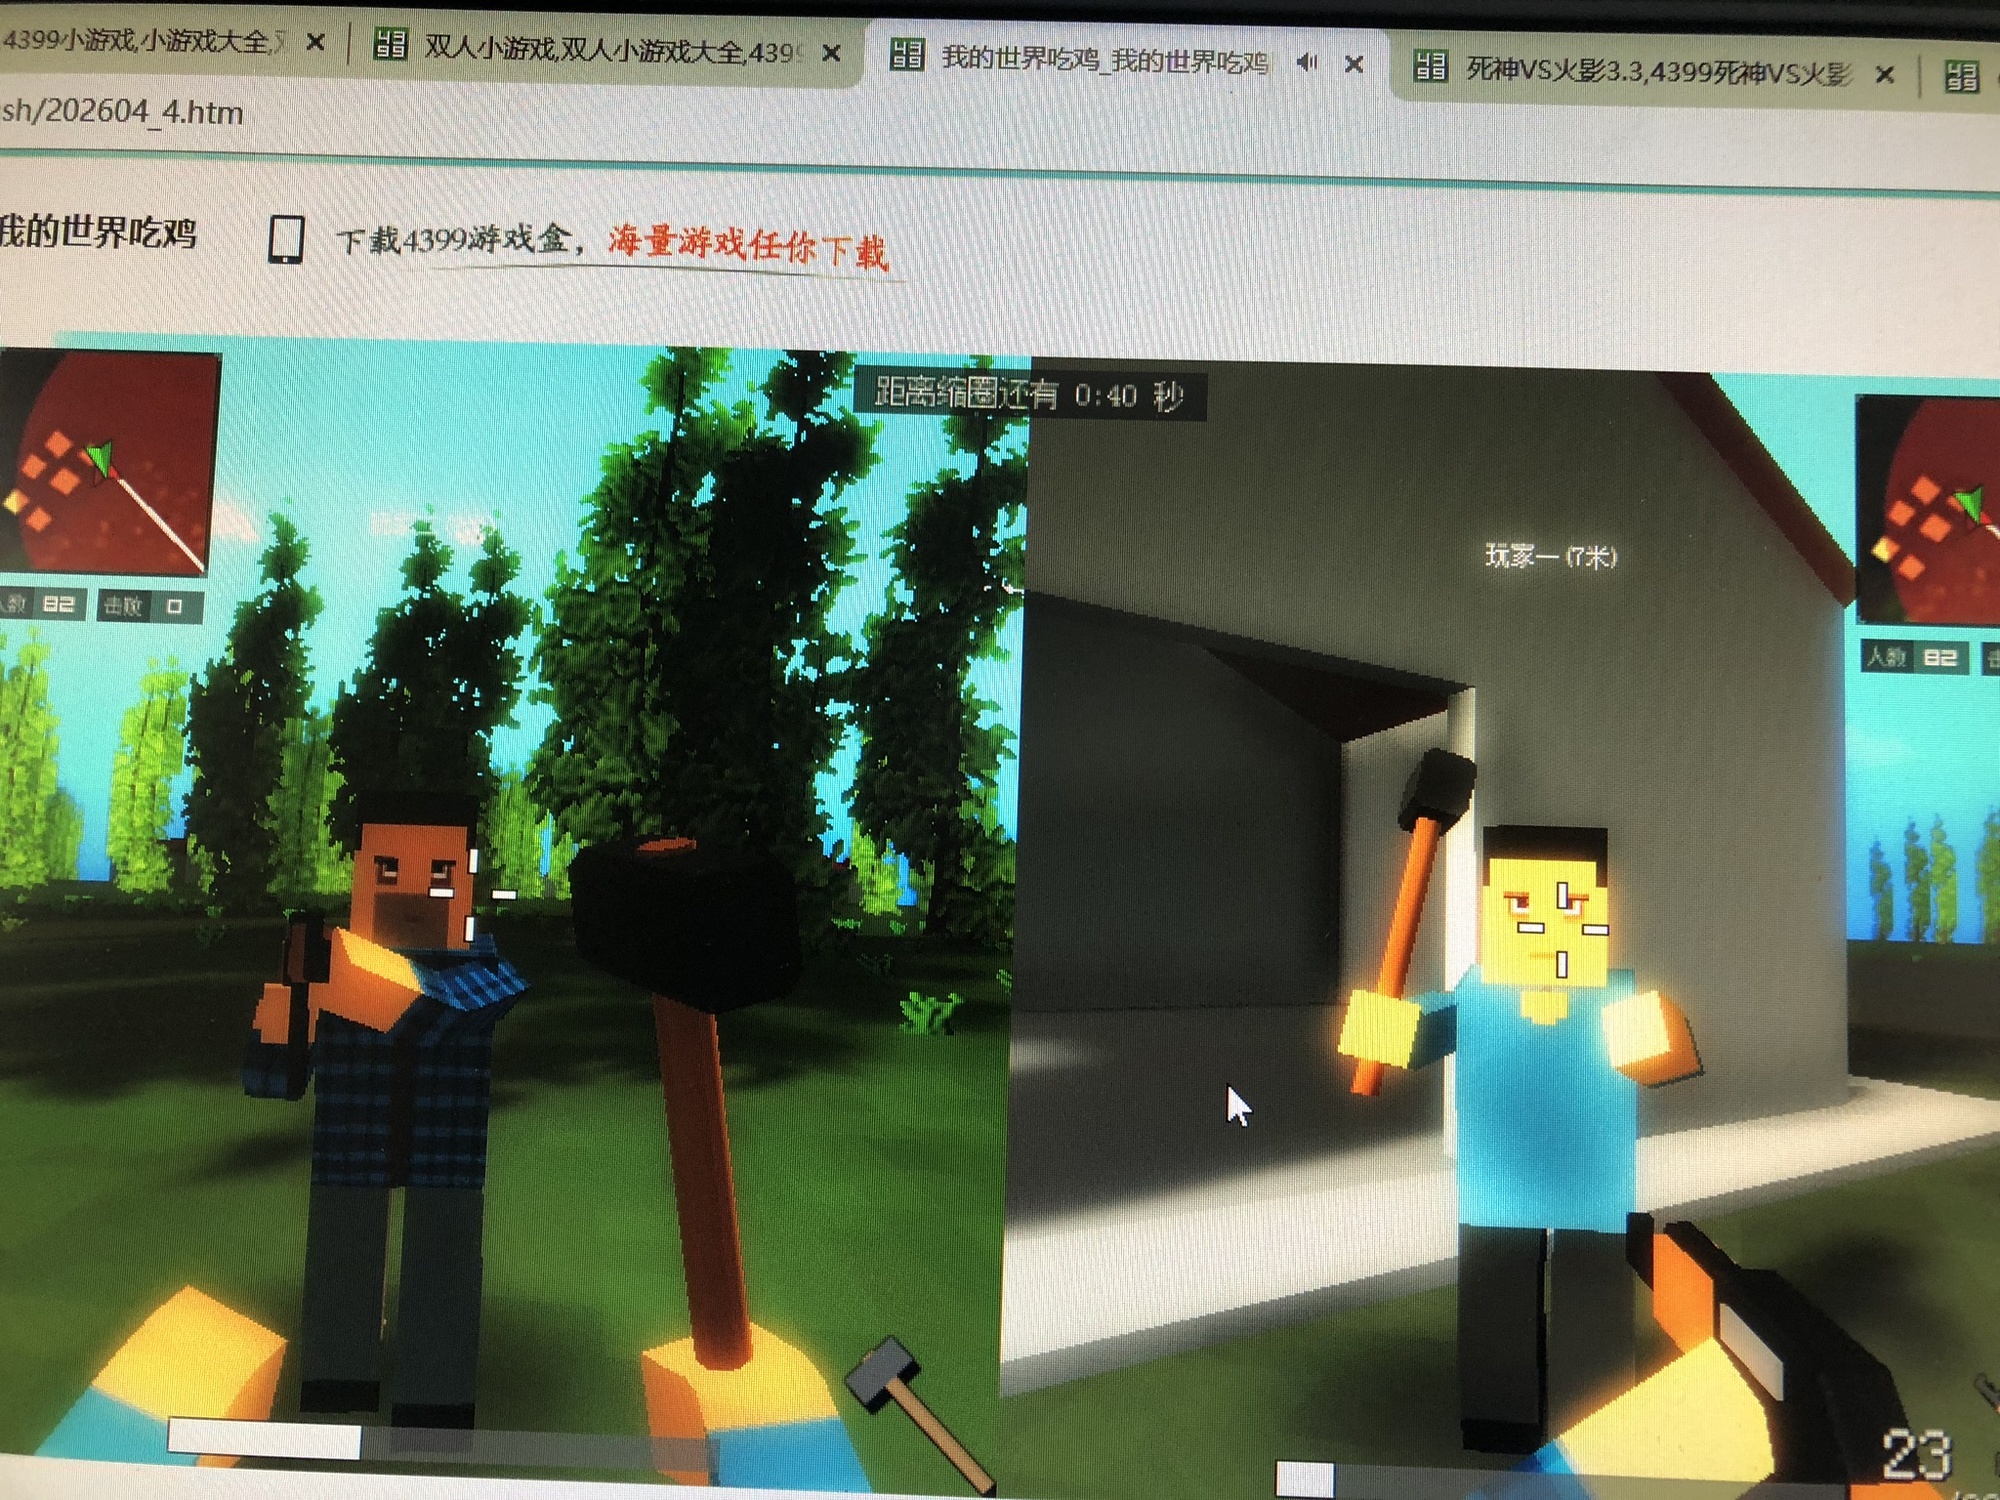 4399小游戏,小游戏大全,
双人小游戏,双人小游戏大全,4399
我的世界吃鸡_我的世界吃鸡
死神VS火影3.3,4399死神VS火影
sh/202604_4.htm
我的世界吃鸡
下载4399游戏盒，海量游戏任你下载
距离缩圈还有 0:40 秒
玩家一 (7米)
人数 82
击败 0
人数 82
23